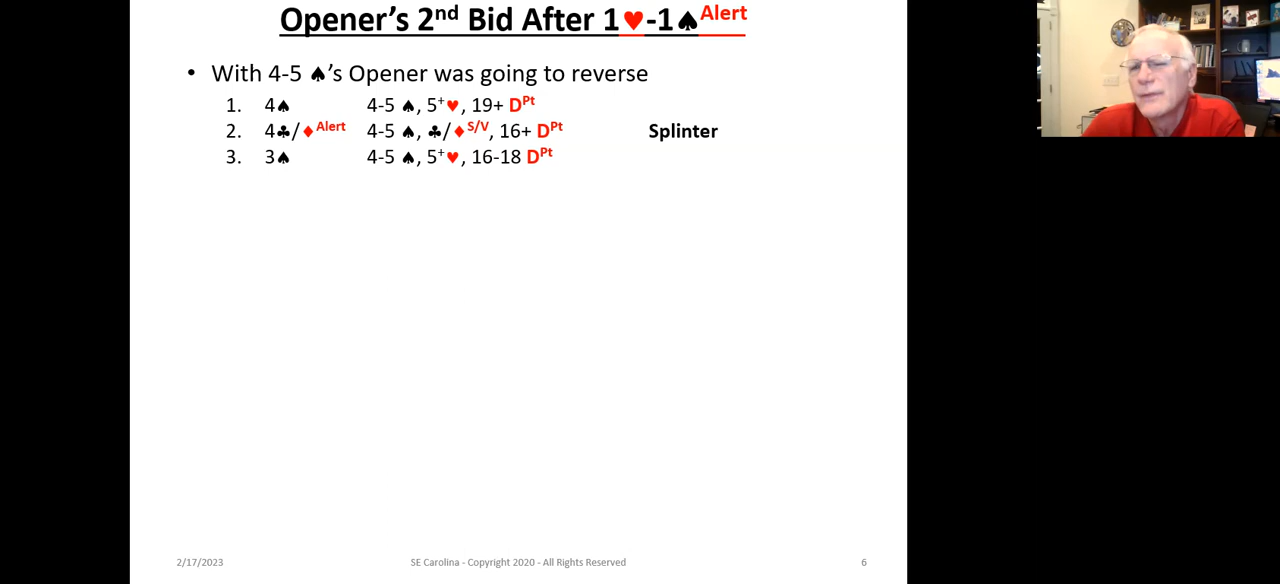 Opener's 2nd Bid After 1♥-1♠Alert
• With 4-5 ♠'s Opener was going to reverse
1. 4♠ 4-5 ♠, 5+♥, 19+ DPt
2. 4♣/♦Alert 4-5 ♠, ♣/♦S/V, 16+ DPt Splinter
3. 3♠ 4-5 ♠, 5+♥, 16-18 DPt
2/17/2023 SE Carolina - Copyright 2020 - All Rights Reserved 6